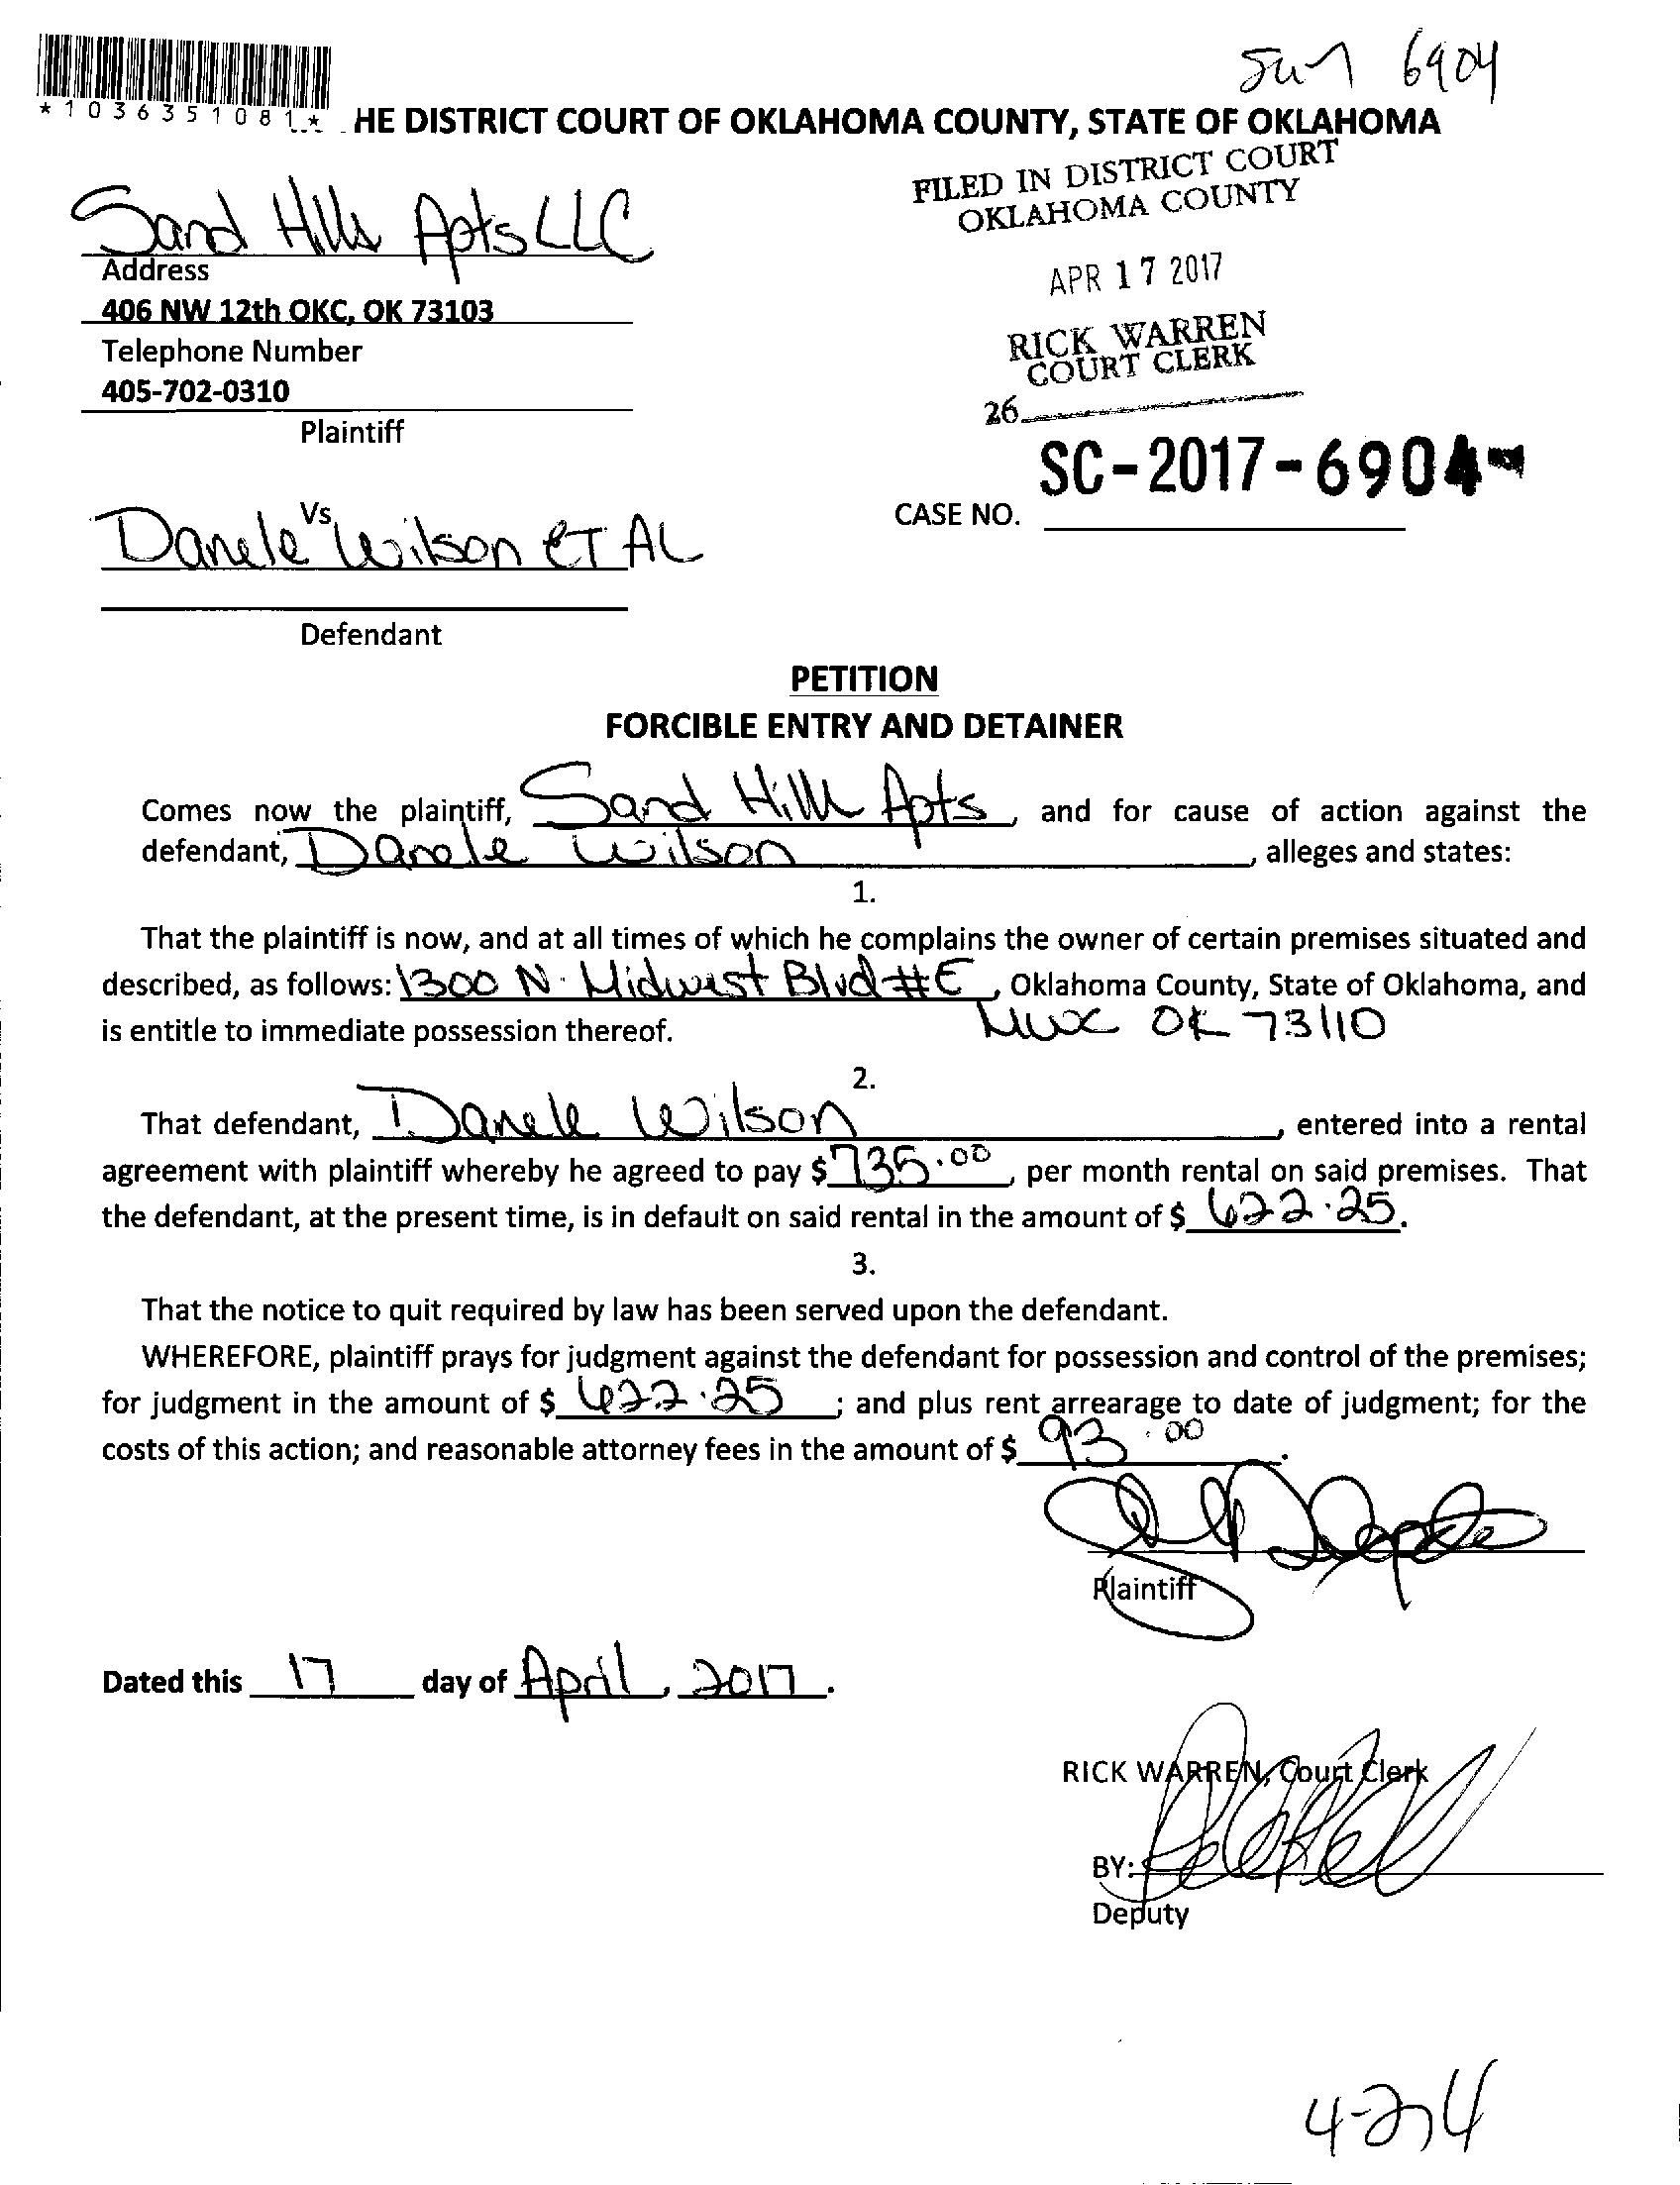 6904
*1036351081*
HE DISTRICT COURT OF OKLAHOMA COUNTY, STATE OF OKLAHOMA
FILED IN DISTRICT COURT
OKLAHOMA COUNTY
Sand Hills Apts LLC
Address
APR 17 2017
406 NW 12th OKC, OK 73103
RICK WARREN
COURT CLERK
Telephone Number
405-702-0310
26
Plaintiff
SC-2017-6904
CASE NO.
Vs
Danele Wilson ET AL
Defendant
PETITION
FORCIBLE ENTRY AND DETAINER
Comes now the plaintiff, Sand Hills Apts, and for cause of action against the
defendant, Danele Wilson, alleges and states:
1.
That the plaintiff is now, and at all times of which he complains the owner of certain premises situated and
described, as follows: 1300 N. Midwest Blvd #E, Oklahoma County, State of Oklahoma, and
is entitle to immediate possession thereof. MWC OK 73110
2.
That defendant, Danele Wilson, entered into a rental
agreement with plaintiff whereby he agreed to pay $735.00, per month rental on said premises. That
the defendant, at the present time, is in default on said rental in the amount of $ 622.25.
3.
That the notice to quit required by law has been served upon the defendant.
WHEREFORE, plaintiff prays for judgment against the defendant for possession and control of the premises;
for judgment in the amount of $ 622.25; and plus rent arrearage to date of judgment; for the
costs of this action; and reasonable attorney fees in the amount of $ 93.00.
Plaintiff
Dated this 17 day of April, 2017.
RICK WARREN, Court Clerk
BY:
Deputy